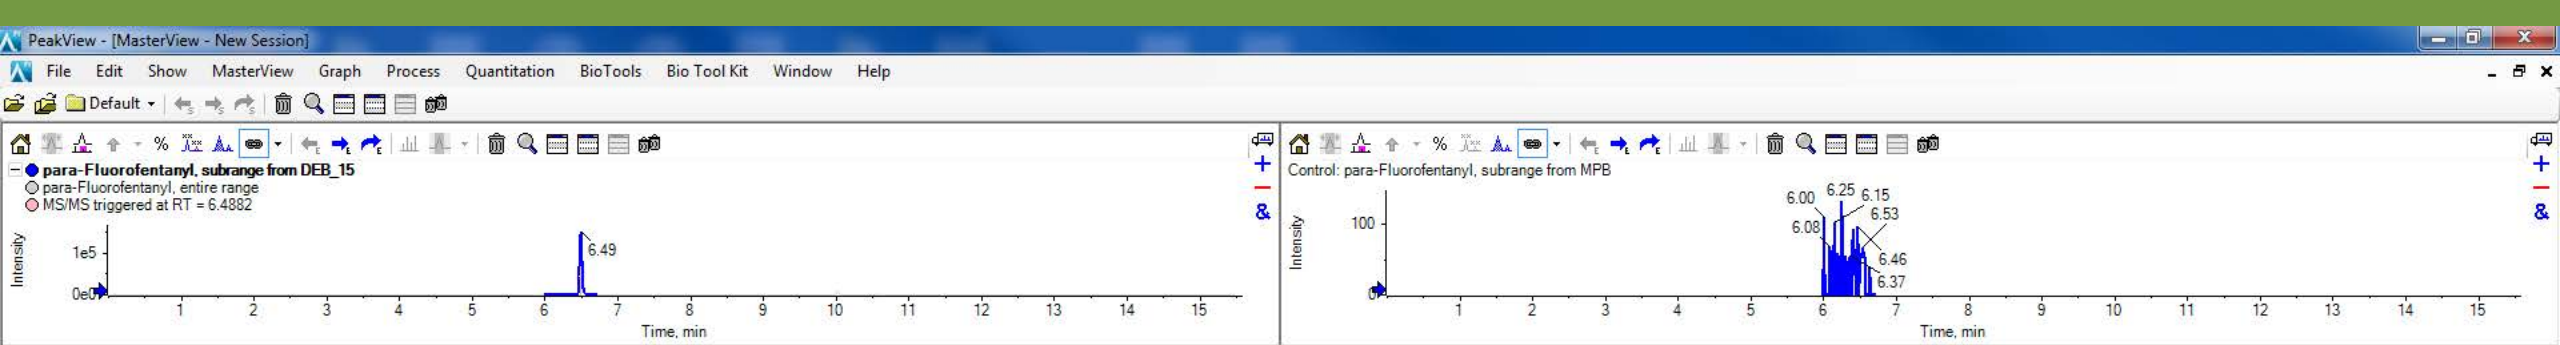 PeakView - [MasterView - New Session]
File Edit Show MasterView Graph Process Quantitation BioTools Bio Tool Kit Window Help
Default
%
para-Fluorofentanyl, subrange from DEB_15
para-Fluorofentanyl, entire range
MS/MS triggered at RT = 6.4882
Intensity
1e5
0e0
6.49
1 2 3 4 5 6 7 8 9 10 11 12 13 14 15
Time, min
&
%
Control: para-Fluorofentanyl, subrange from MPB
Intensity
100
0
6.00 6.25 6.15
6.08 6.53
6.46
6.37
1 2 3 4 5 6 7 8 9 10 11 12 13 14 15
Time, min
&